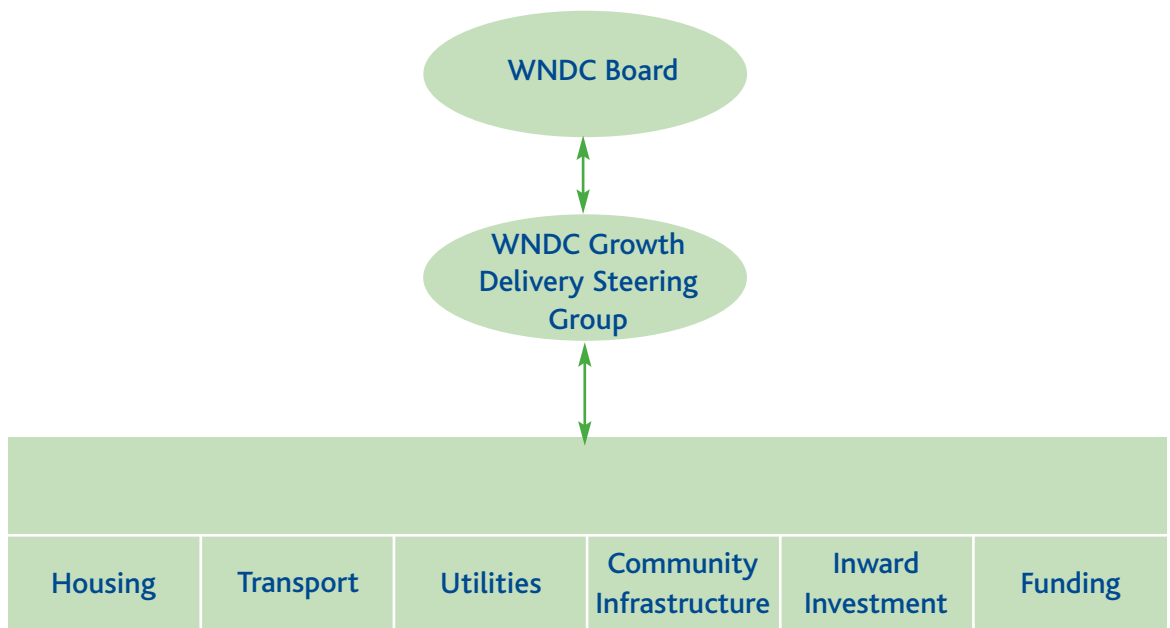 WNDC Board
WNDC Growth
Delivery Steering
Group
Housing
Transport
Utilities
Community
Infrastructure
Inward
Investment
Funding